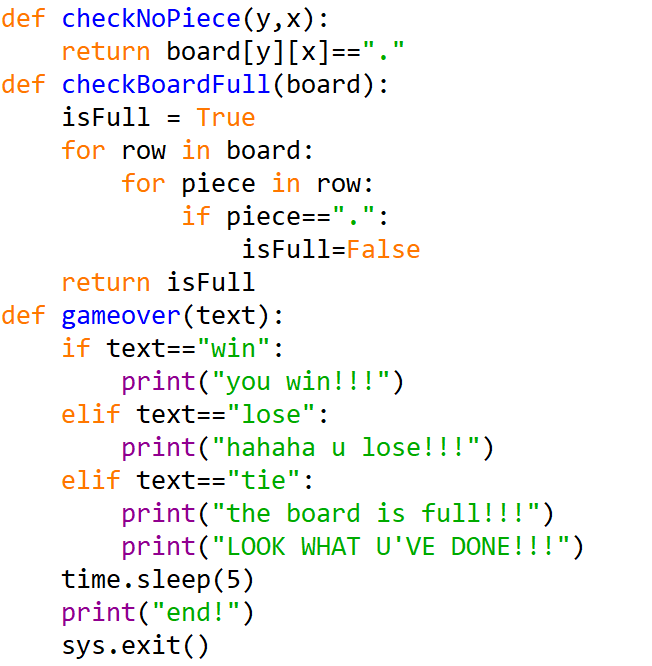 def checkNoPiece(y,x):
    return board[y][x]=="."
def checkBoardFull(board):
    isFull = True
    for row in board:
        for piece in row:
            if piece==".":
                isFull=False
    return isFull
def gameover(text):
    if text=="win":
        print("you win!!!")
    elif text=="lose":
        print("hahaha u lose!!!")
    elif text=="tie":
        print("the board is full!!!")
        print("LOOK WHAT U'VE DONE!!!")
    time.sleep(5)
    print("end!")
    sys.exit()